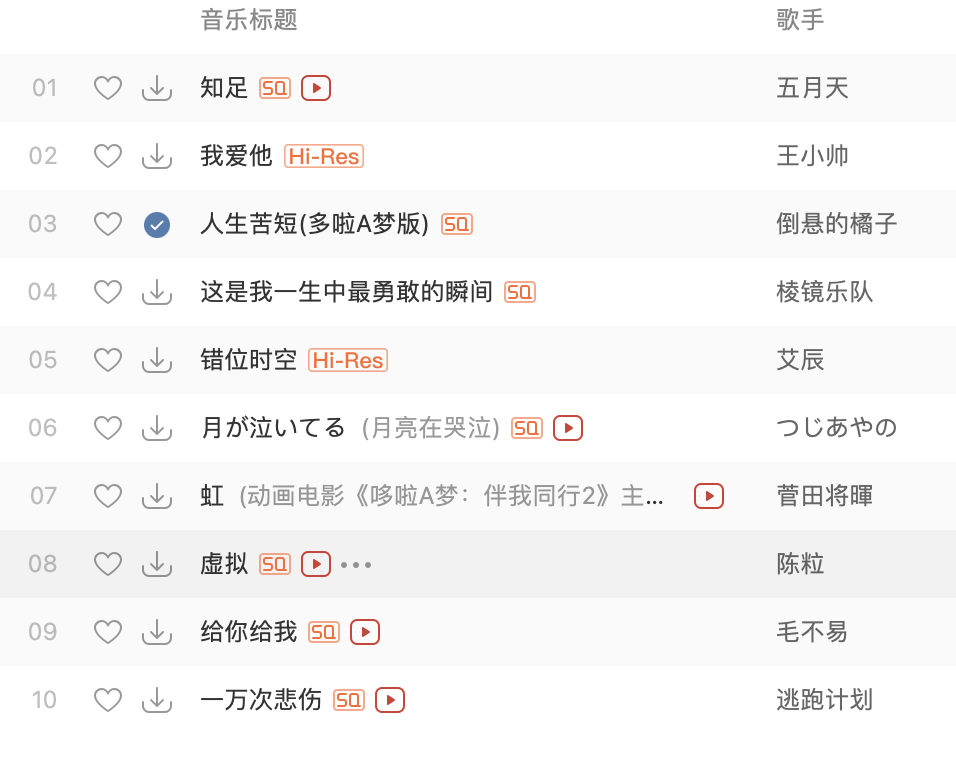 音乐标题 歌手
01 知足 SQ 五月天
02 我爱他 Hi-Res 王小帅
03 人生苦短(多啦A梦版) SQ 倒悬的橘子
04 这是我一生中最勇敢的瞬间 SQ 棱镜乐队
05 错位时空 Hi-Res 艾辰
06 月が泣いてる (月亮在哭泣) SQ つじあやの
07 虹 (动画电影《哆啦A梦：伴我同行2》主... 菅田将暉
08 虚拟 SQ ••• 陈粒
09 给你给我 SQ 毛不易
10 一万次悲伤 SQ 逃跑计划